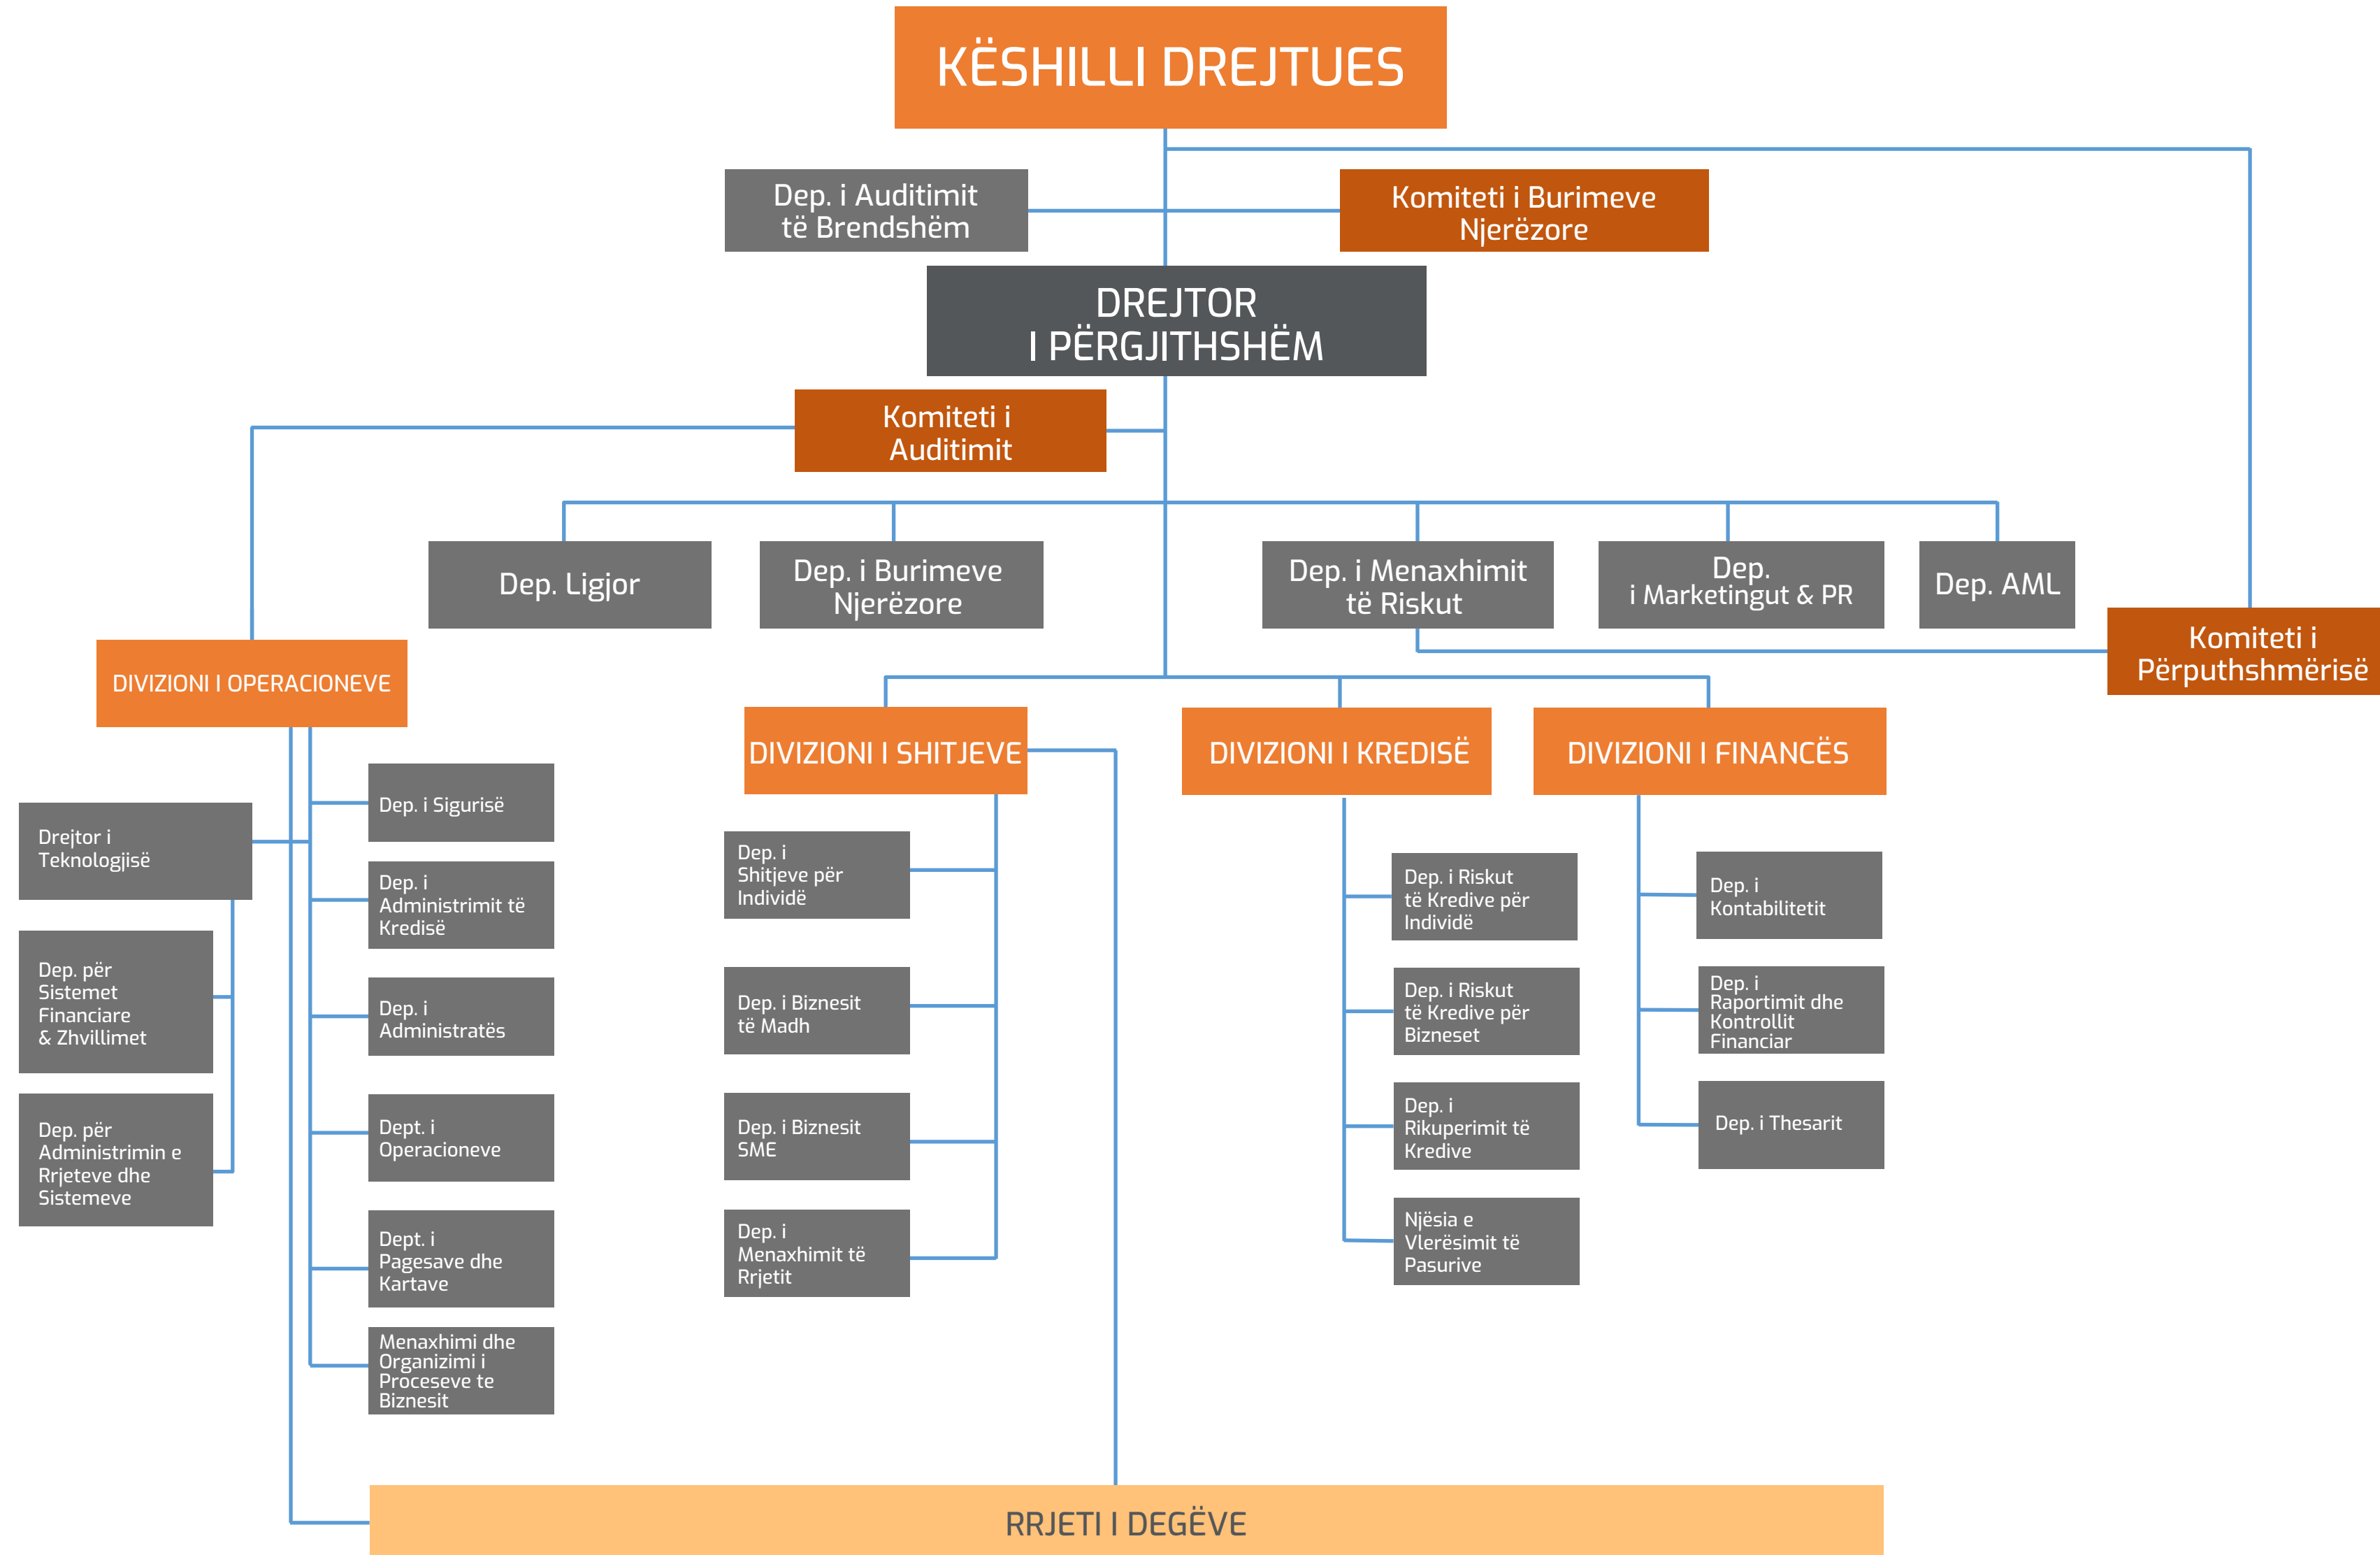 KËSHILLI DREJTUES
Dep. i Auditimit
të Brendshëm
Komiteti i Burimeve
Njerëzore
DREJTOR
I PËRGJITHSHËM
Komiteti i
Auditimit
Dep. Ligjor
Dep. i Burimeve
Njerëzore
Dep. i Menaxhimit
të Riskut
Dep.
i Marketingut & PR
Dep. AML
Komiteti i
Përputhshmërisë
DIVIZIONI I OPERACIONEVE
DIVIZIONI I SHITJEVE
DIVIZIONI I KREDISË
DIVIZIONI I FINANCËS
Drejtor i
Teknologjisë
Dep. për
Sistemet
Financiare
& Zhvillimet
Dep. për
Administrimin e
Rrjeteve dhe
Sistemeve
Dep. i Sigurisë
Dep. i
Administrimit të
Kredisë
Dep. i
Administratës
Dept. i
Operacioneve
Dept. i
Pagesave dhe
Kartave
Menaxhimi dhe
Organizimi i
Proceseve te
Biznesit
Dep. i
Shitjeve për
Individë
Dep. i Biznesit
të Madh
Dep. i Biznesit
SME
Dep. i
Menaxhimit të
Rrjetit
Dep. i Riskut
të Kredive për
Individë
Dep. i Riskut
të Kredive për
Bizneset
Dep. i
Rikuperimit të
Kredive
Njësia e
Vlerësimit të
Pasurive
Dep. i
Kontabilitetit
Dep. i
Raportimit dhe
Kontrollit
Financiar
Dep. i Thesarit
RRJETI I DEGËVE